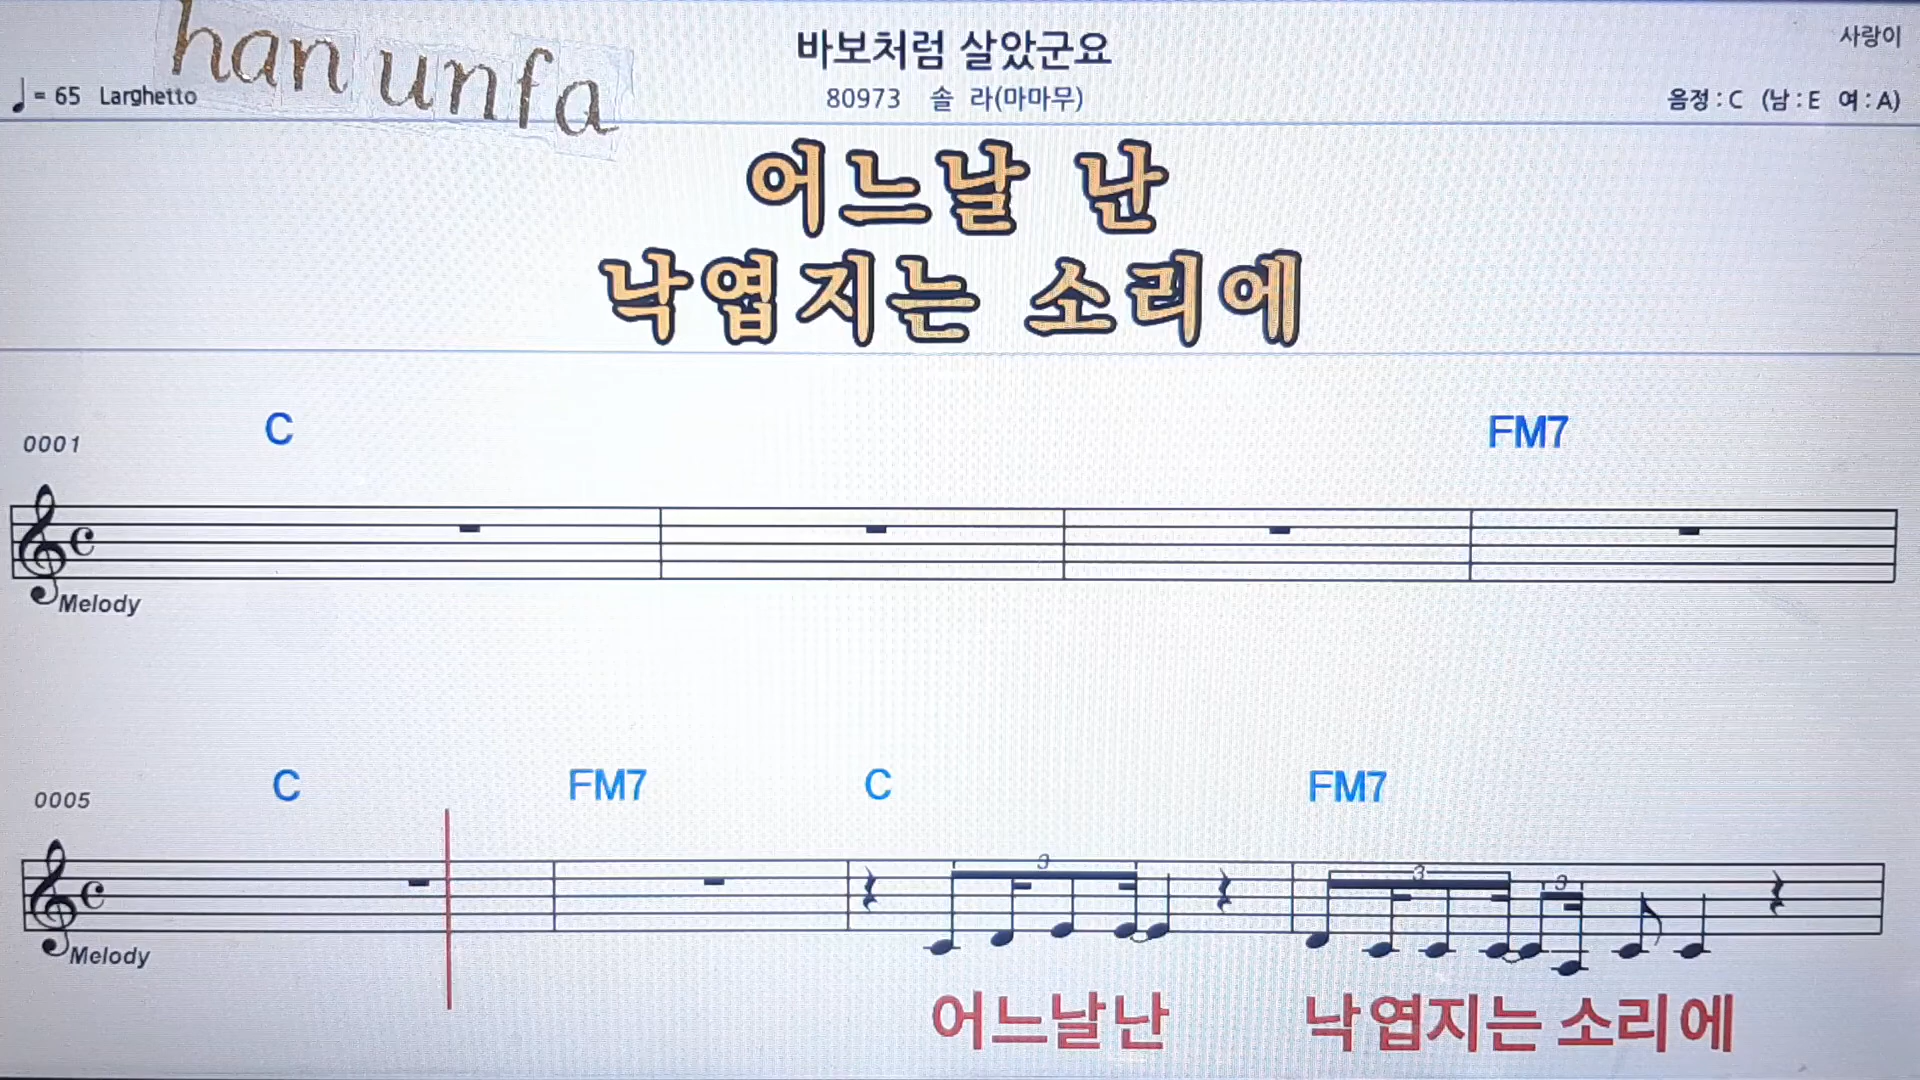 han unfa
바보처럼 살았군요
사랑이
♩= 65 Larghetto
80973 솔 라(마마무)
음정 : C (남 : E 여 : A)
어느날 난
낙엽지는 소리에
0001
C FM7
Melody
0005
C FM7 C FM7
3 3 3
Melody
어느날난 낙엽지는 소리에